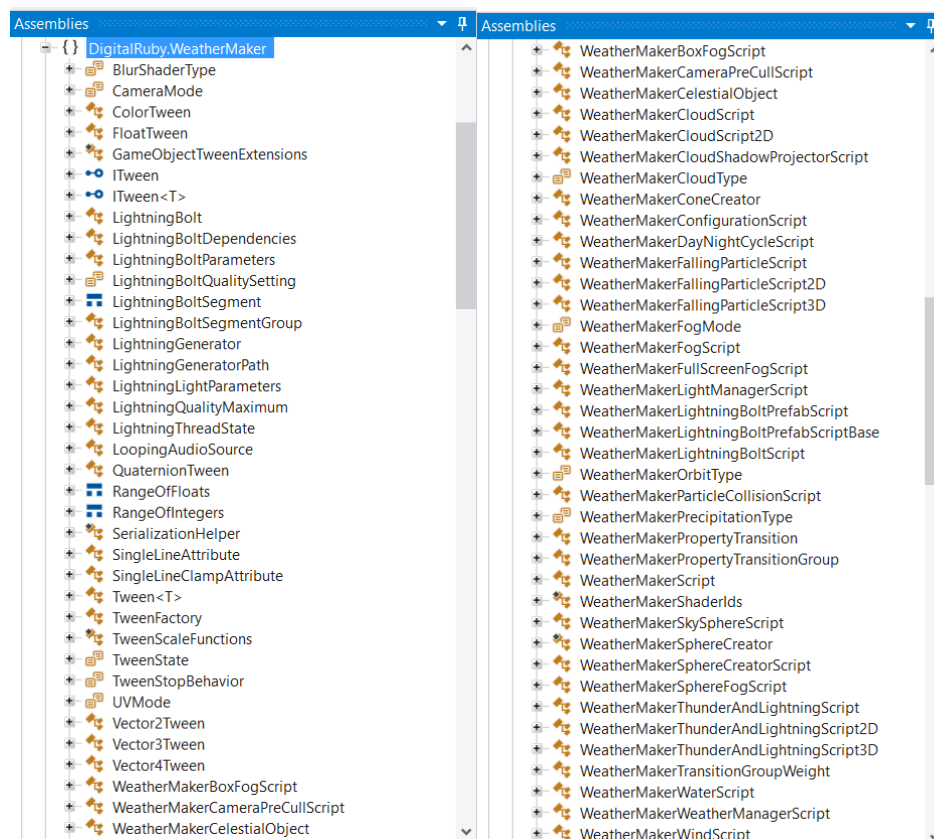 Assemblies
{ } DigitalRuby.WeatherMaker
BlurShaderType
CameraMode
ColorTween
FloatTween
GameObjectTweenExtensions
ITween
ITween<T>
LightningBolt
LightningBoltDependencies
LightningBoltParameters
LightningBoltQualitySetting
LightningBoltSegment
LightningBoltSegmentGroup
LightningGenerator
LightningGeneratorPath
LightningLightParameters
LightningQualityMaximum
LightningThreadState
LoopingAudioSource
QuaternionTween
RangeOfFloats
RangeOfIntegers
SerializationHelper
SingleLineAttribute
SingleLineClampAttribute
Tween<T>
TweenFactory
TweenScaleFunctions
TweenState
TweenStopBehavior
UVMode
Vector2Tween
Vector3Tween
Vector4Tween
WeatherMakerBoxFogScript
WeatherMakerCameraPreCullScript
WeatherMakerCelestialObject
Assemblies
WeatherMakerBoxFogScript
WeatherMakerCameraPreCullScript
WeatherMakerCelestialObject
WeatherMakerCloudScript
WeatherMakerCloudScript2D
WeatherMakerCloudShadowProjectorScript
WeatherMakerCloudType
WeatherMakerConeCreator
WeatherMakerConfigurationScript
WeatherMakerDayNightCycleScript
WeatherMakerFallingParticleScript
WeatherMakerFallingParticleScript2D
WeatherMakerFallingParticleScript3D
WeatherMakerFogMode
WeatherMakerFogScript
WeatherMakerFullScreenFogScript
WeatherMakerLightManagerScript
WeatherMakerLightningBoltPrefabScript
WeatherMakerLightningBoltPrefabScriptBase
WeatherMakerLightningBoltScript
WeatherMakerOrbitType
WeatherMakerParticleCollisionScript
WeatherMakerPrecipitationType
WeatherMakerPropertyTransition
WeatherMakerPropertyTransitionGroup
WeatherMakerScript
WeatherMakerShaderIds
WeatherMakerSkySphereScript
WeatherMakerSphereCreator
WeatherMakerSphereCreatorScript
WeatherMakerSphereFogScript
WeatherMakerThunderAndLightningScript
WeatherMakerThunderAndLightningScript2D
WeatherMakerThunderAndLightningScript3D
WeatherMakerTransitionGroupWeight
WeatherMakerWaterScript
WeatherMakerWeatherManagerScript
WeatherMakerWindScript